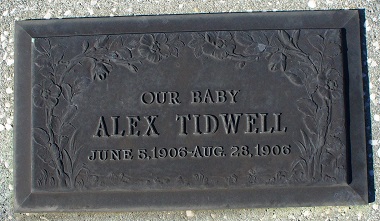 OUR BABY
ALEX TIDWELL
JUNE 5, 1906-AUG. 28, 1906